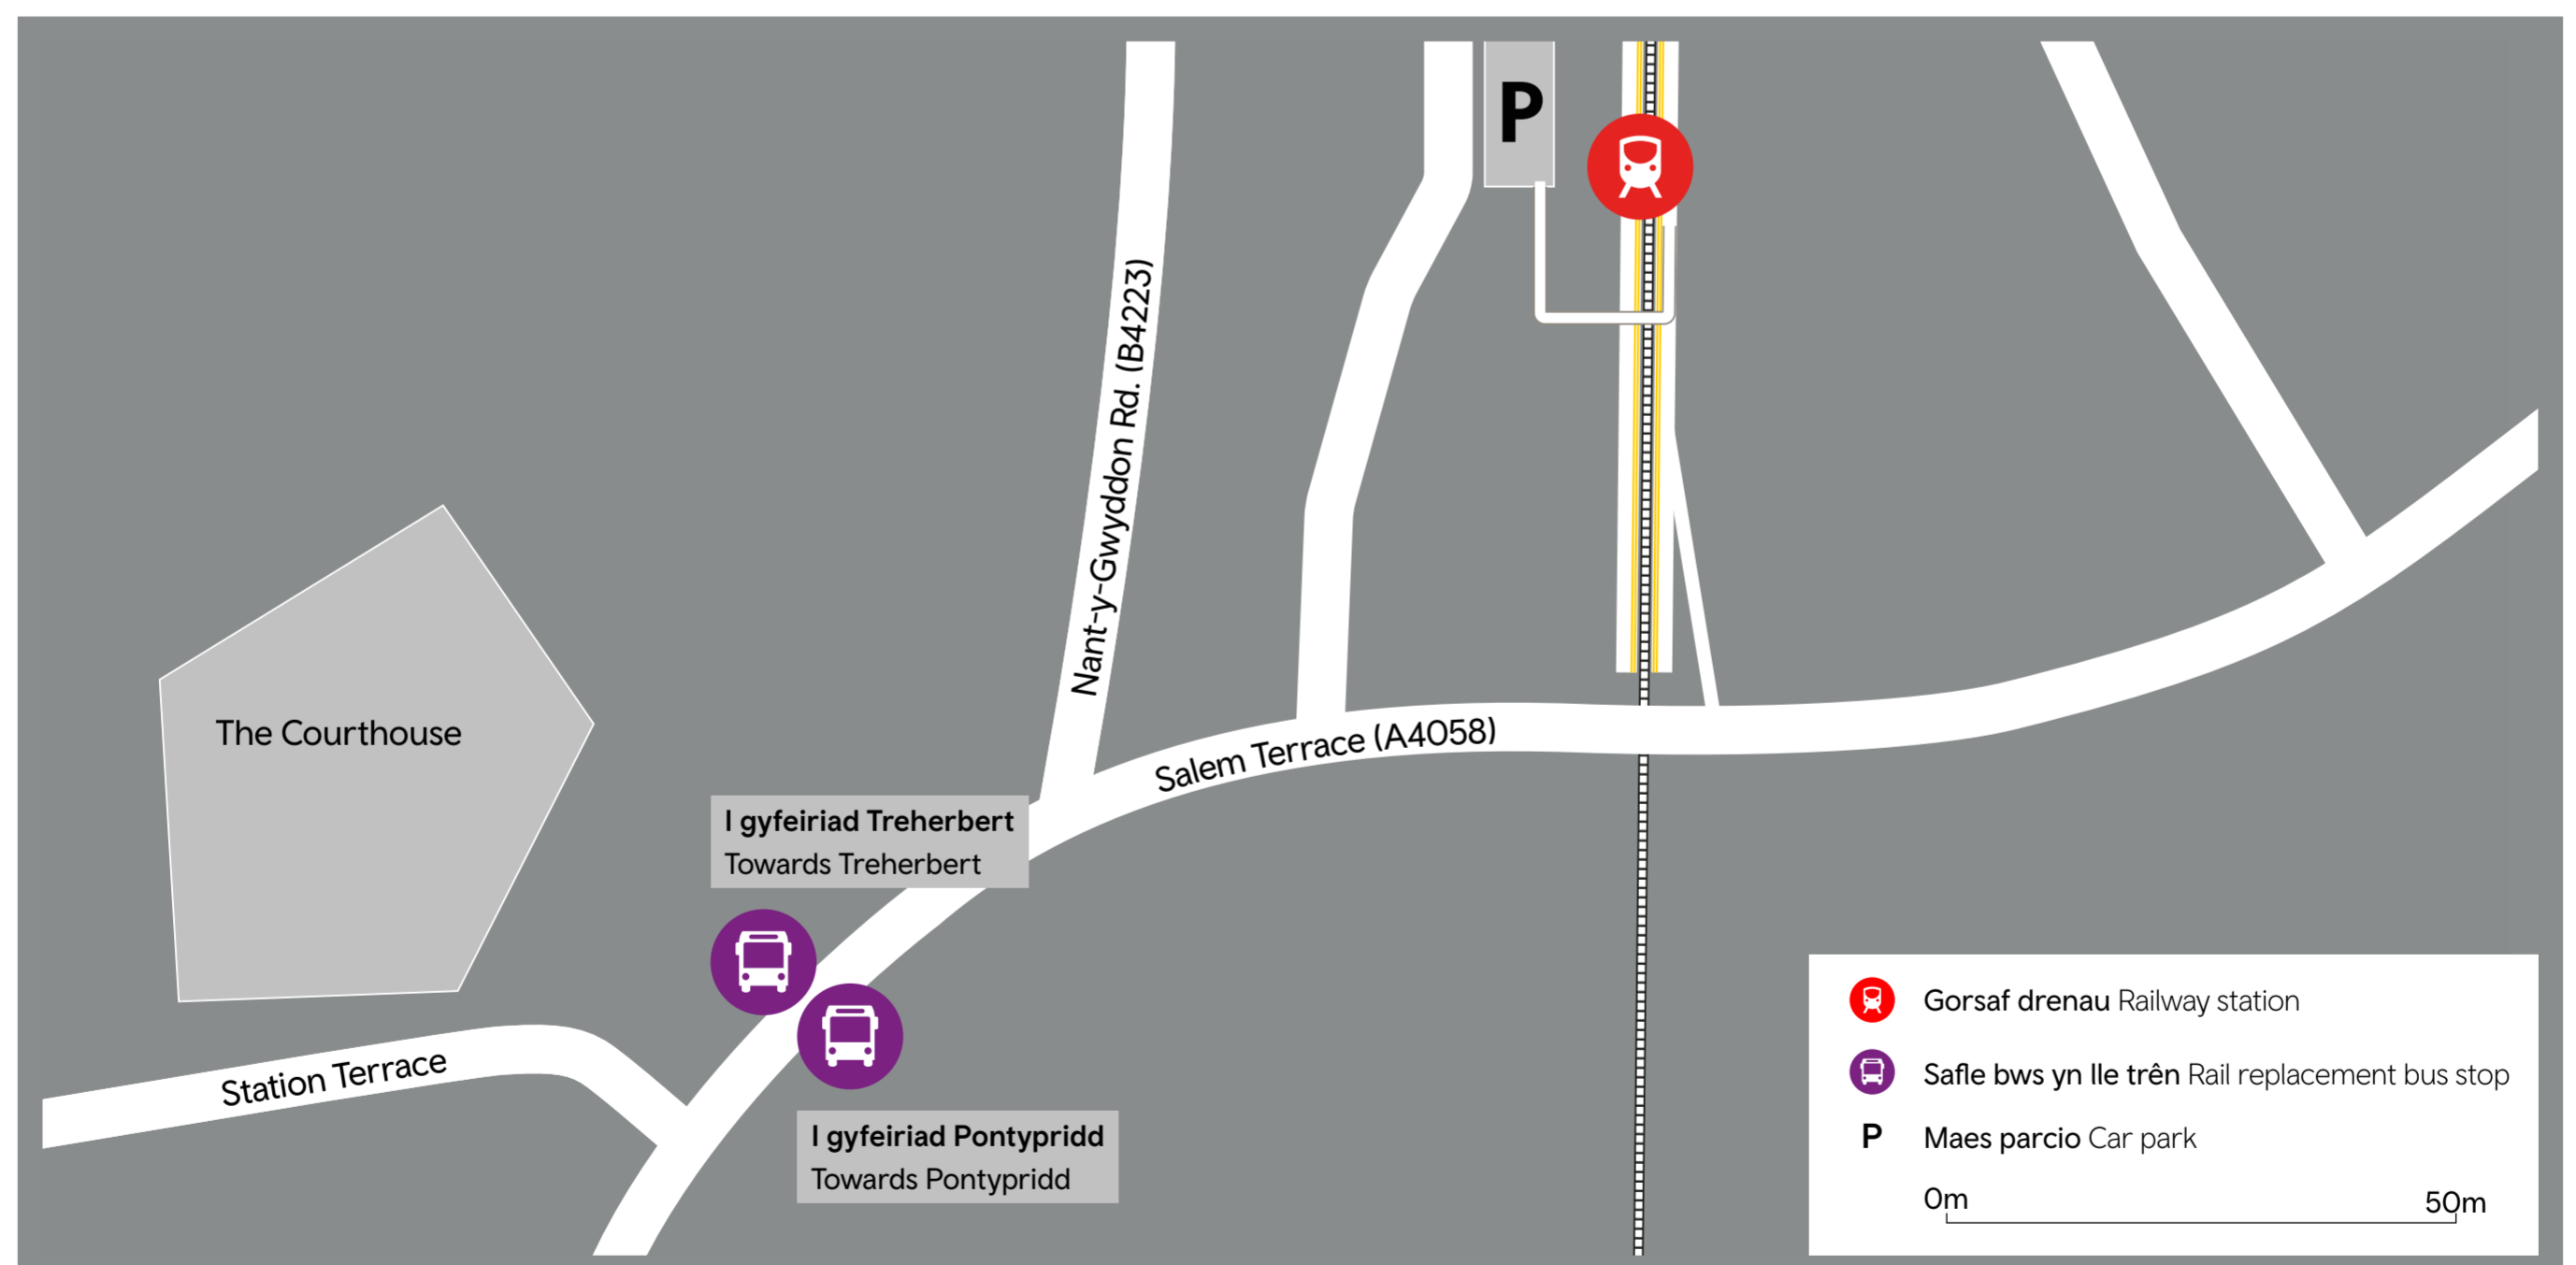 P
Nant-y-Gwyddon Rd. (B4223)
The Courthouse
Salem Terrace (A4058)
I gyfeiriad Treherbert
Towards Treherbert
Station Terrace
I gyfeiriad Pontypridd
Towards Pontypridd
Gorsaf drenau Railway station
Safle bws yn lle trên Rail replacement bus stop
P Maes parcio Car park
0m 50m